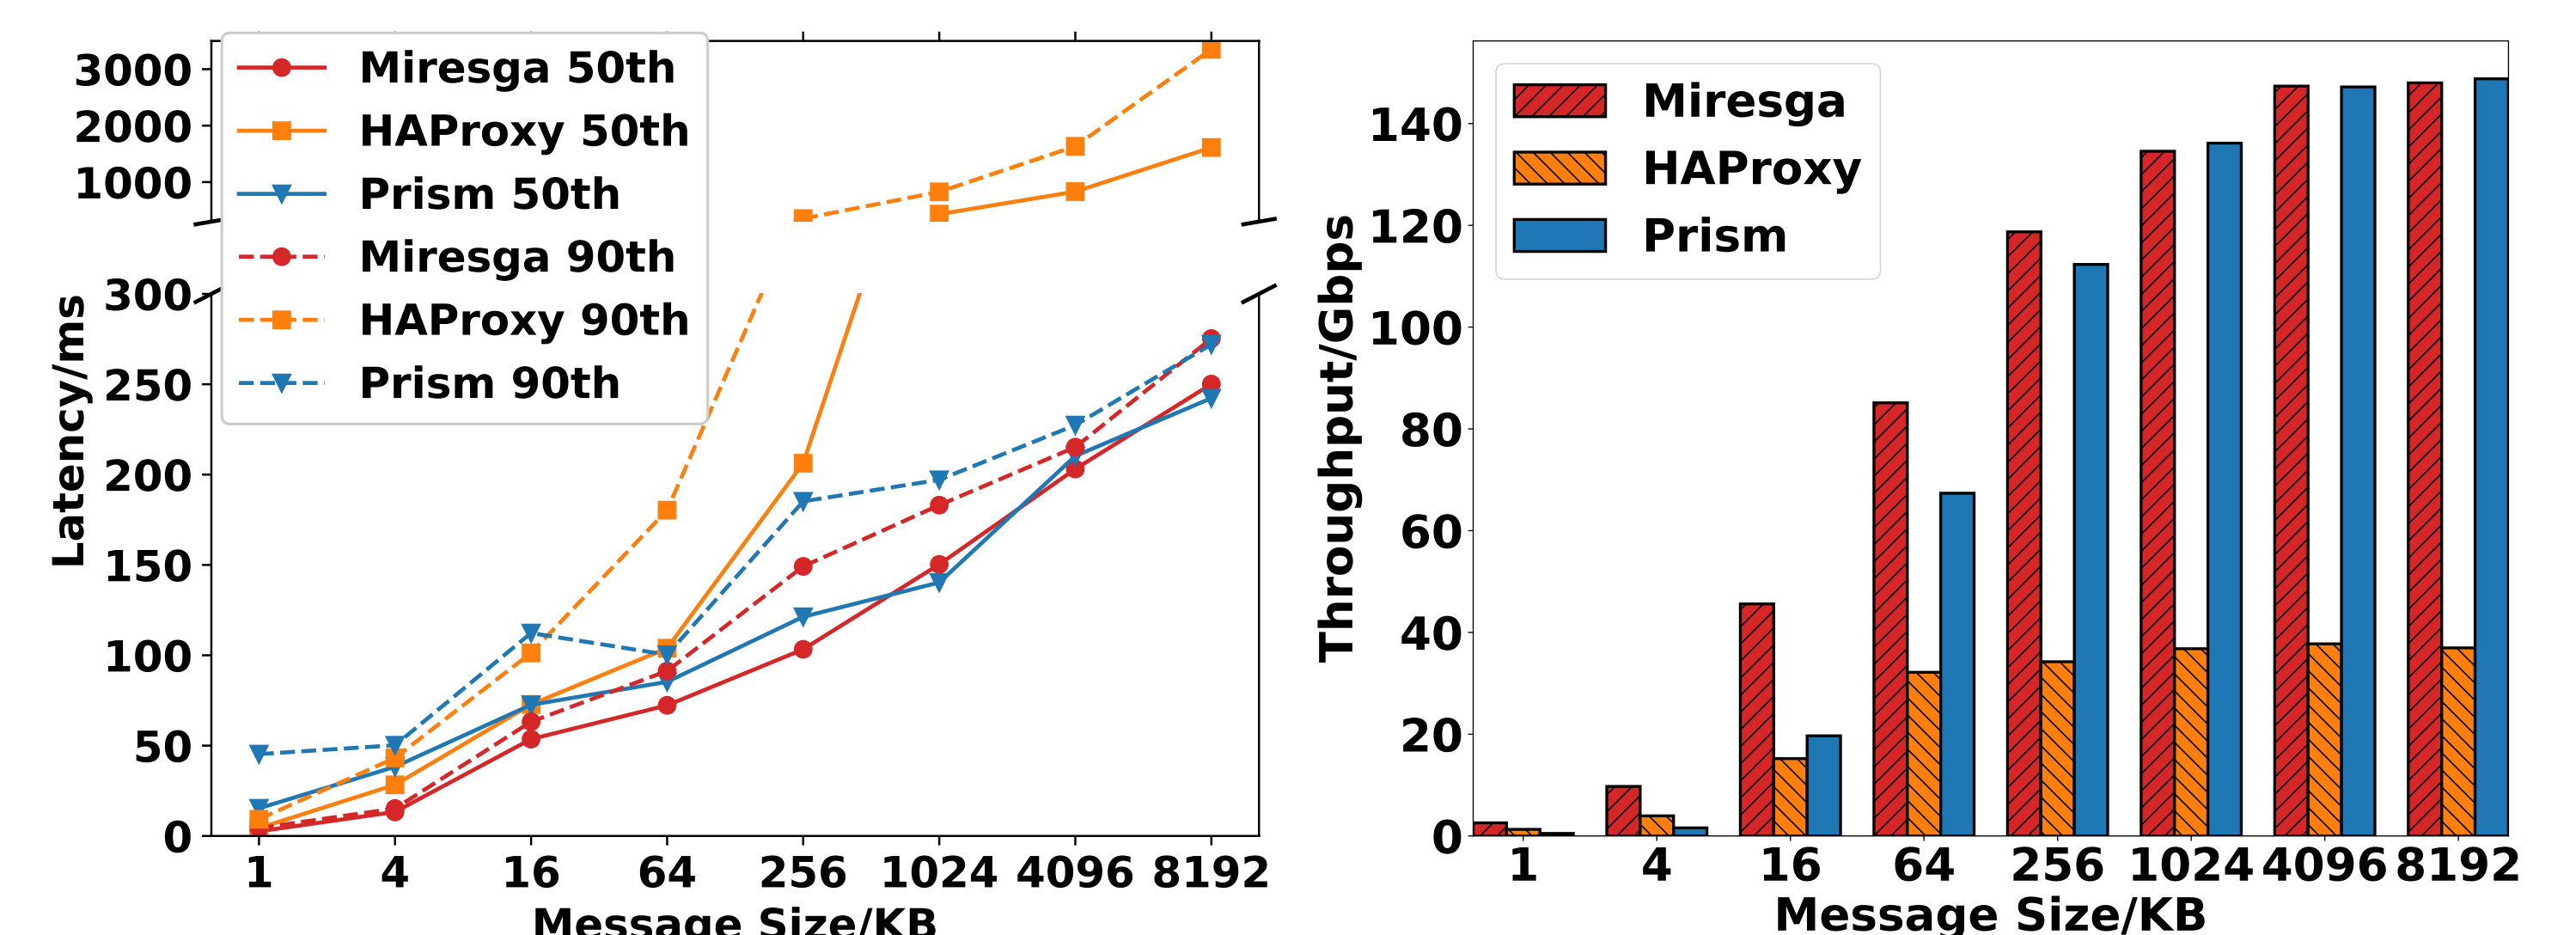 3000
2000
1000
300
250
200
150
100
50
0
Latency/ms
Miresga 50th
HAProxy 50th
Prism 50th
Miresga 90th
HAProxy 90th
Prism 90th
1 4 16 64 256 1024 4096 8192
Message Size/KB
140
120
100
80
60
40
20
0
Throughput/Gbps
Miresga
HAProxy
Prism
1 4 16 64 256 1024 4096 8192
Message Size/KB